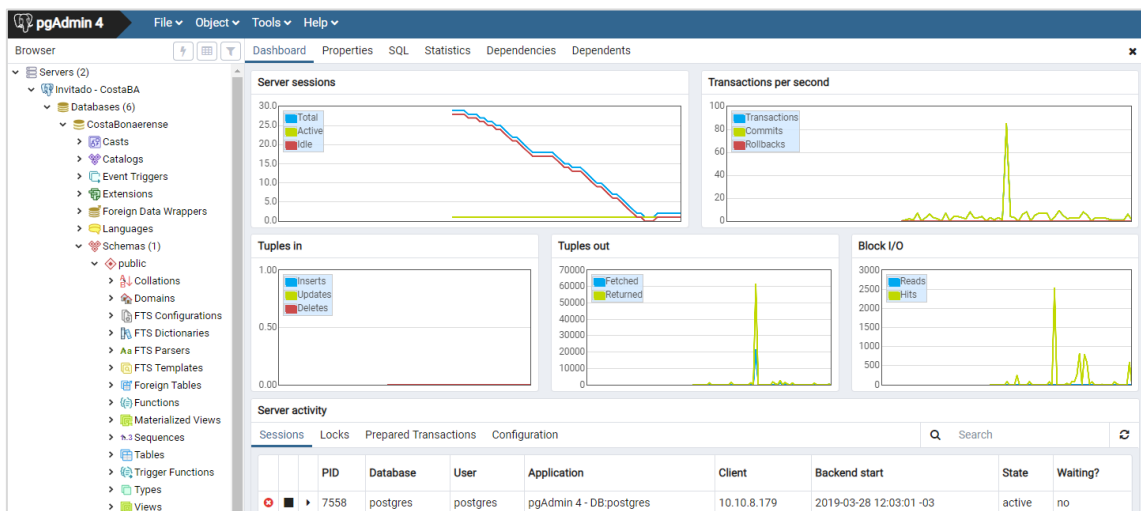 pgAdmin 4 File Object Tools Help
Browser
Dashboard Properties SQL Statistics Dependencies Dependents
Servers (2)
Invitado - CostaBA
Databases (6)
CostaBonaerense
Casts
Catalogs
Event Triggers
Extensions
Foreign Data Wrappers
Languages
Schemas (1)
public
Collations
Domains
FTS Configurations
FTS Dictionaries
Aa FTS Parsers
FTS Templates
Foreign Tables
Functions
Materialized Views
1..3 Sequences
Tables
Trigger Functions
Types
Views
Server sessions
30.0
25.0
20.0
15.0
10.0
5.0
0.0
Total
Active
Idle
Transactions per second
100
80
60
40
20
0
Transactions
Commits
Rollbacks
Tuples in
1.00
0.50
0.00
Inserts
Updates
Deletes
Tuples out
70000
60000
50000
40000
30000
20000
10000
0
Fetched
Returned
Block I/O
3000
2500
2000
1500
1000
500
0
Reads
Hits
Server activity
Sessions Locks Prepared Transactions Configuration
Search
PID Database User Application Client Backend start State Waiting?
7558 postgres postgres pgAdmin 4 - DB:postgres 10.10.8.179 2019-03-28 12:03:01 -03 active no